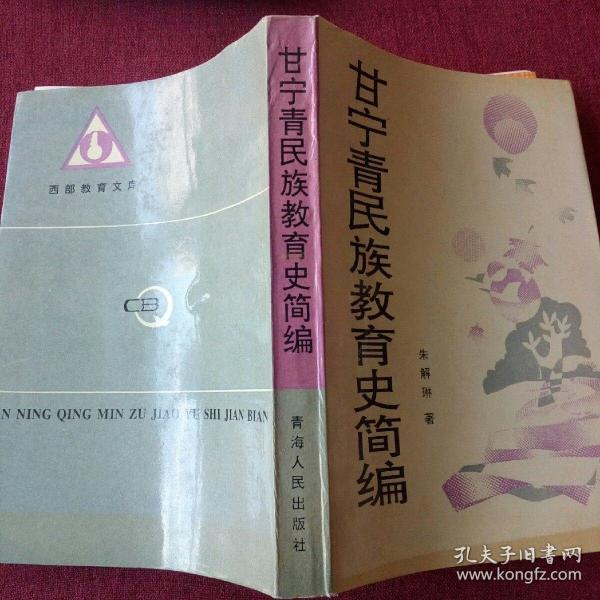 西部教育文库
CBQ
N NING QING MIN ZU JIAO YU SHI JIAN BIAN
甘宁青民族教育史简编
青海人民出版社
甘宁青民族教育史简编
朱解琳 著
孔夫子旧书网
www.kongfz.com